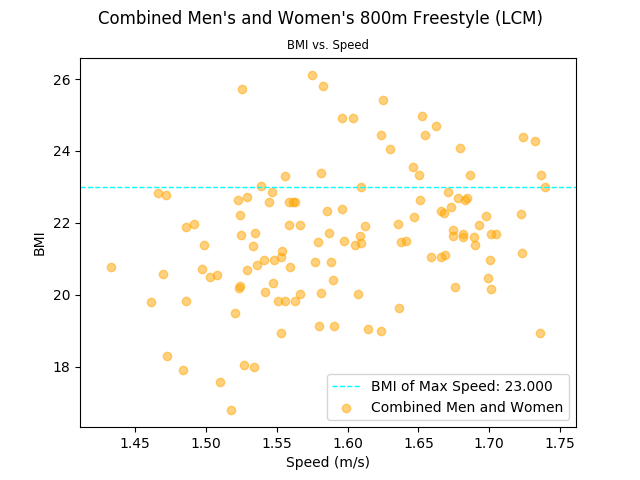 Combined Men's and Women's 800m Freestyle (LCM)
BMI vs. Speed
26
24
22
20
18
BMI
1.45 1.50 1.55 1.60 1.65 1.70 1.75
Speed (m/s)
BMI of Max Speed: 23.000
Combined Men and Women